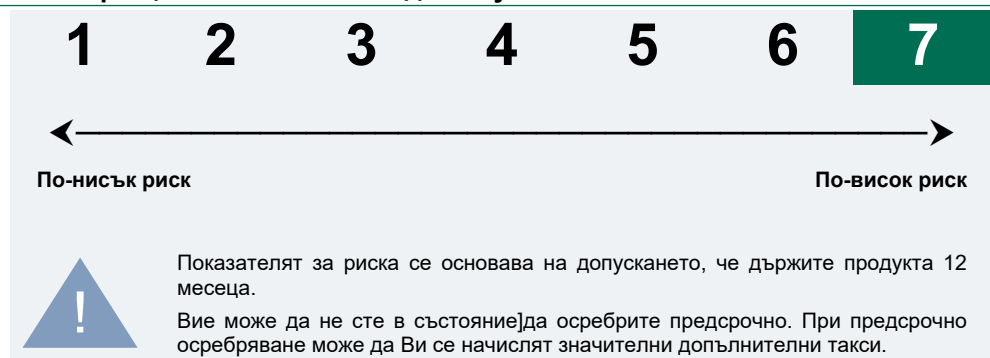 1 2 3 4 5 6 7
По-нисък риск По-висок риск
! Показателят за риска се основава на допускането, че държите продукта 12
месеца.
Вие може да не сте в състояние]да осребрите предсрочно. При предсрочно
осребряване може да Ви се начислят значителни допълнителни такси.